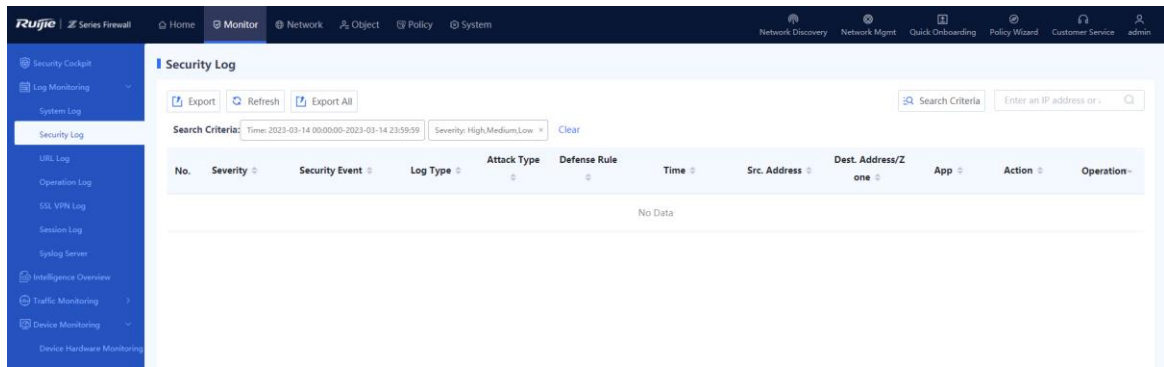 Ruijie | Z Series Firewall
Home
Monitor
Network
Object
Policy
System
Network Discovery
Network Mgmt
Quick Onboarding
Policy Wizard
Customer Service
admin
Security Cockpit
Log Monitoring
System Log
Security Log
URL Log
Operation Log
SSL VPN Log
Session Log
Syslog Server
Intelligence Overview
Traffic Monitoring
Device Monitoring
Device Hardware Monitoring
Security Log
Export
Refresh
Export All
Search Criteria
Enter an IP address or
Search Criteria: Time: 2023-03-14 00:00:00-2023-03-14 23:59:59 Severity: High,Medium,Low × Clear
No.
Severity
Security Event
Log Type
Attack Type
Defense Rule
Time
Src. Address
Dest. Address/Z
one
App
Action
Operation
No Data